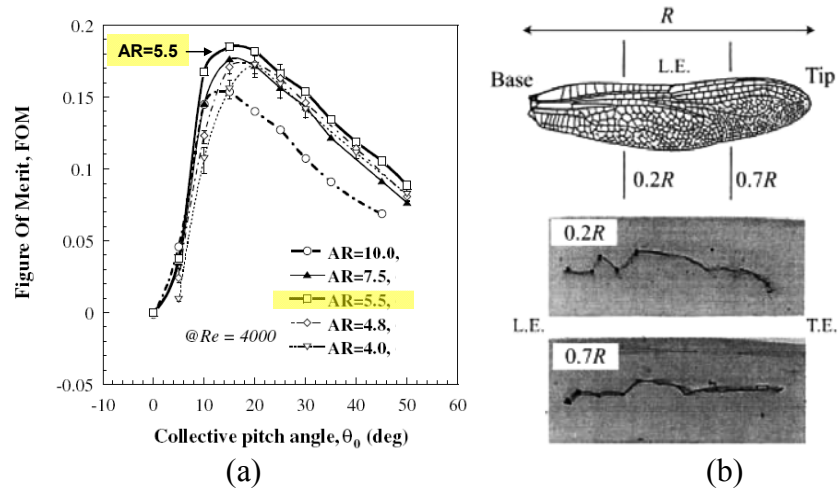 0.2
0.15
0.1
0.05
0
-0.05
Figure Of Merit, FOM
AR=5.5
AR=10.0,
AR=7.5,
AR=5.5,
AR=4.8,
AR=4.0,
@Re = 4000
-10 0 10 20 30 40 50 60
Collective pitch angle, θ0 (deg)
(a)
R
Base
L.E.
Tip
0.2R
0.7R
0.2R
L.E.
T.E.
0.7R
(b)